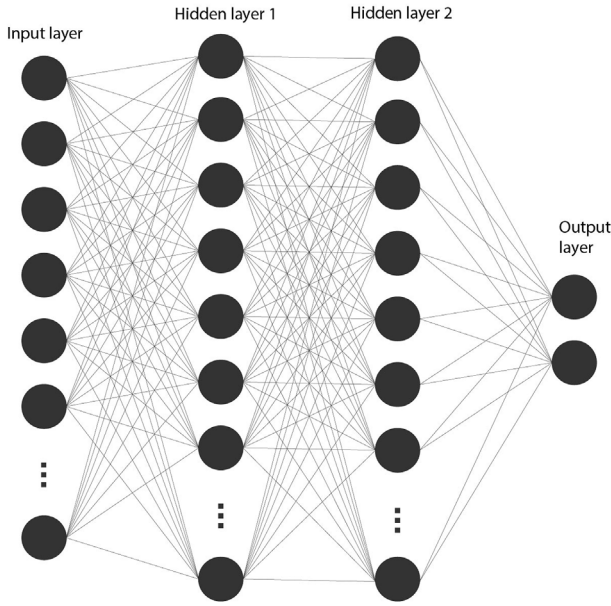 Input layer
Hidden layer 1
Hidden layer 2
Output
layer